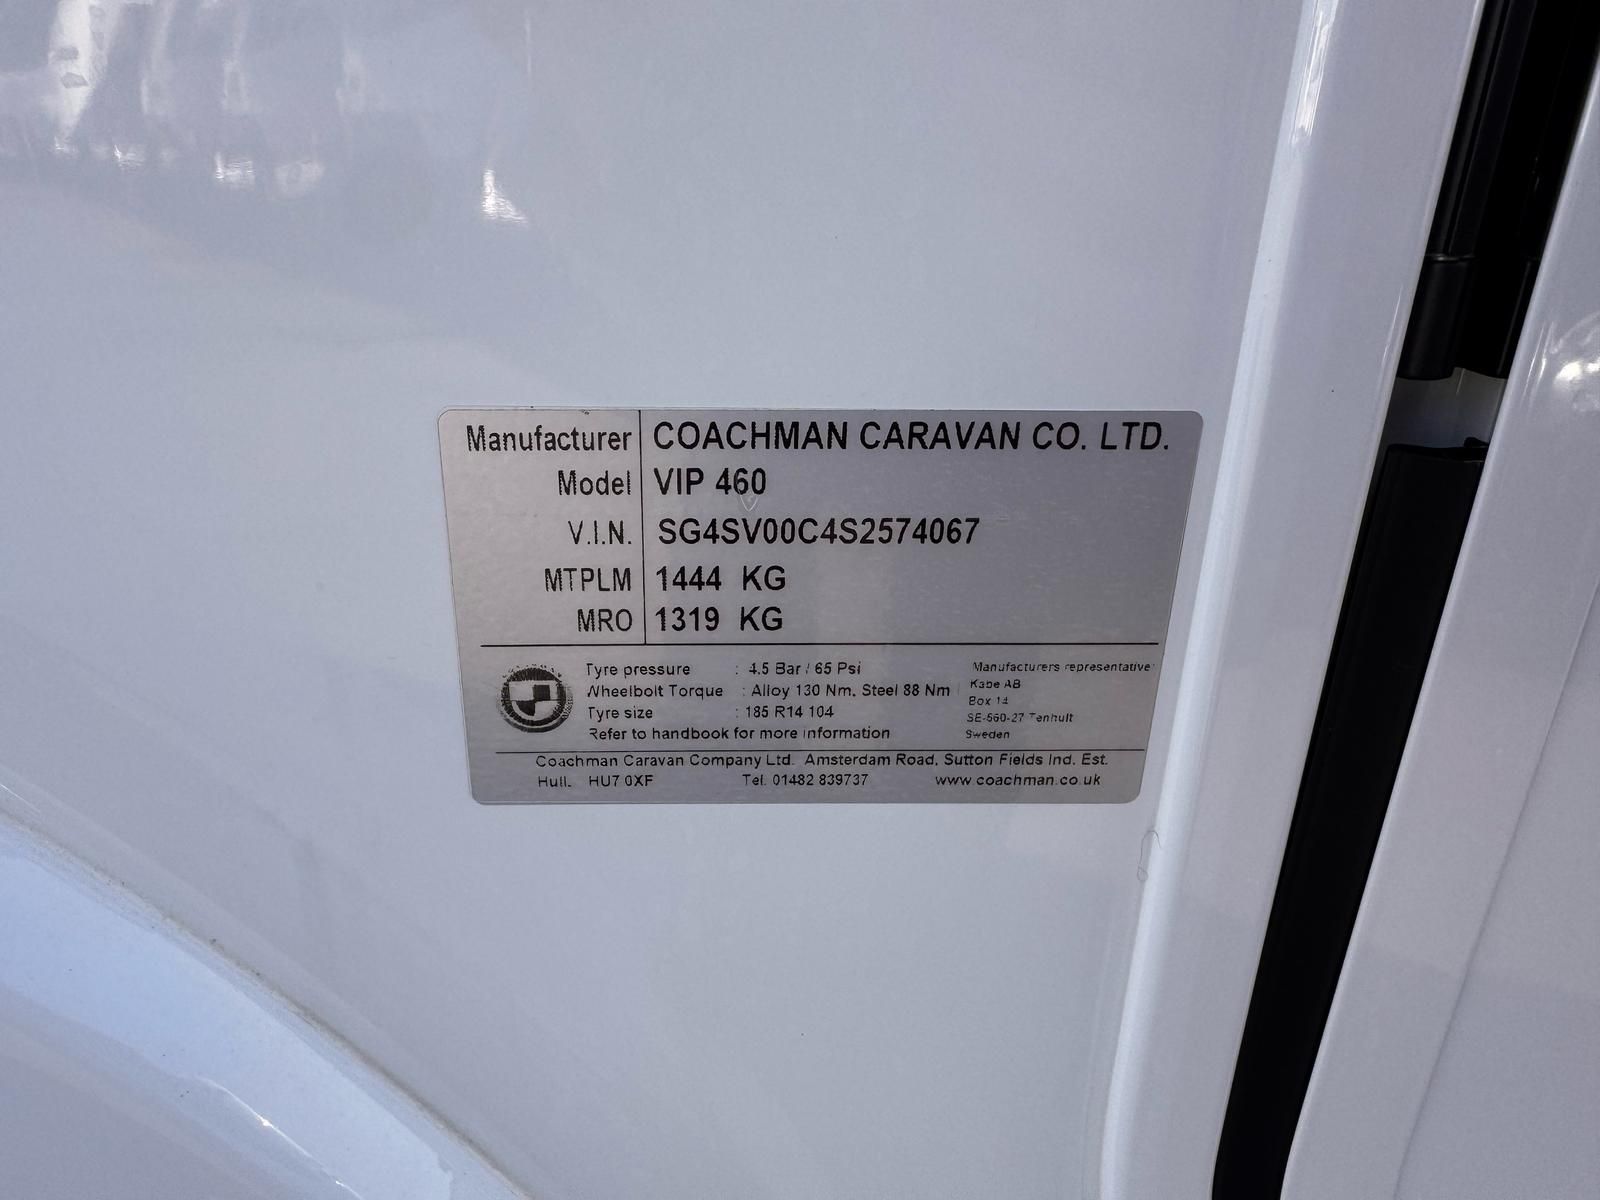 Manufacturer COACHMAN CARAVAN CO. LTD.
Model VIP 460
V.I.N. SG4SV00C4S2574067
MTPLM 1444 KG
MRO 1319 KG
Tyre pressure : 4.5 Bar / 65 Psi
Wheelbolt Torque : Alloy 130 Nm, Steel 88 Nm
Tyre size : 185 R14 104
Refer to handbook for more information
Manufacturers representative:
Kabe AB
Box 14
SE-560-27 Tenhult
Sweden
Coachman Caravan Company Ltd. Amsterdam Road, Sutton Fields Ind. Est.
Hull. HU7 0XF Tel. 01482 839737 www.coachman.co.uk